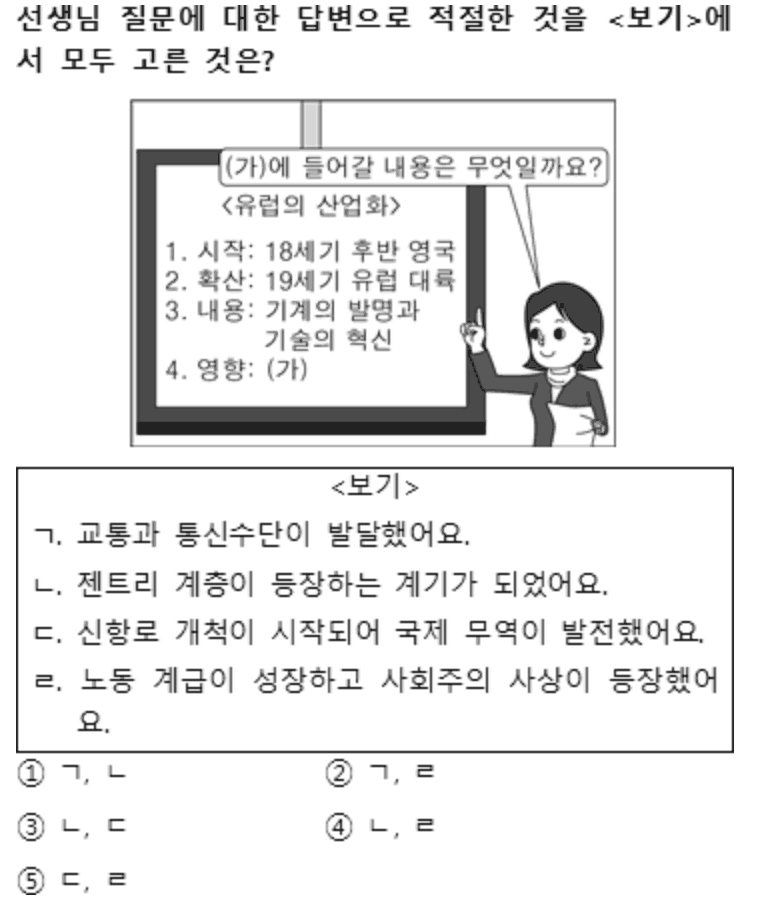 선생님 질문에 대한 답변으로 적절한 것을 <보기>에
서 모두 고른 것은?
(가)에 들어갈 내용은 무엇일까요?
<유럽의 산업화>
1. 시작: 18세기 후반 영국
2. 확산: 19세기 유럽 대륙
3. 내용: 기계의 발명과
기술의 혁신
4. 영향: (가)
<보기>
ㄱ. 교통과 통신수단이 발달했어요.
ㄴ. 젠트리 계층이 등장하는 계기가 되었어요.
ㄷ. 신항로 개척이 시작되어 국제 무역이 발전했어요.
ㄹ. 노동 계급이 성장하고 사회주의 사상이 등장했어
요.
① ㄱ, ㄴ ② ㄱ, ㄹ
③ ㄴ, ㄷ ④ ㄴ, ㄹ
⑤ ㄷ, ㄹ